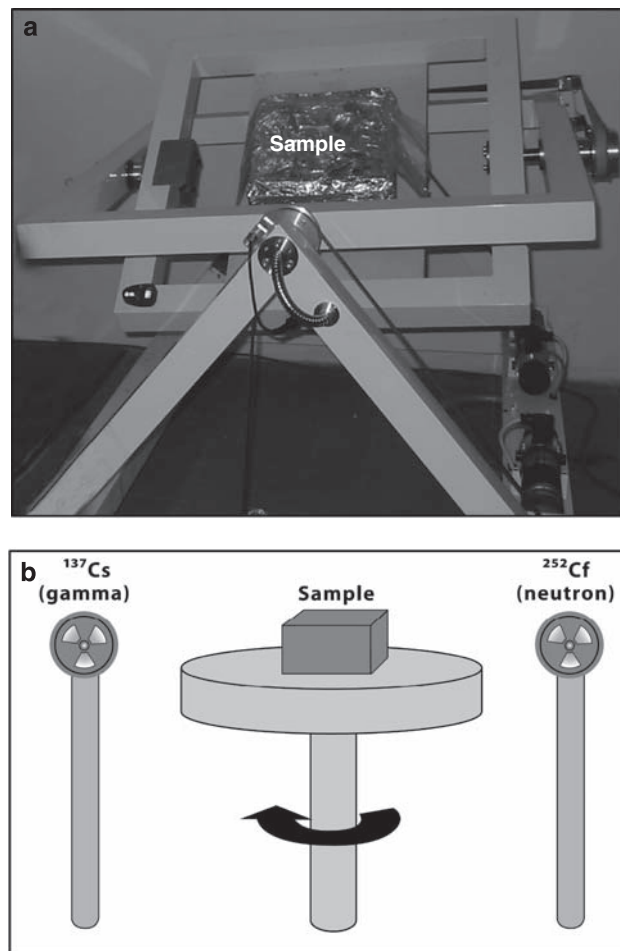 a
Sample
b
¹³⁷Cs
(gamma)
Sample
²⁵²Cf
(neutron)